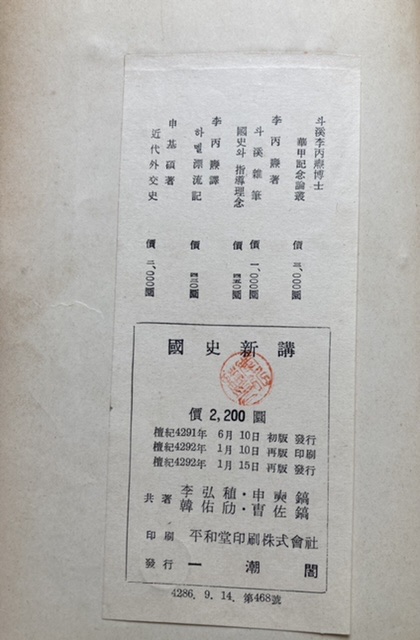 斗溪李丙燾博士
華甲記念論叢 價
李丙燾著
斗溪雜筆 價 一、000圜
國史와 指導理念 價
李丙燾譯
하멜漂流記 價
申基碩著
近代外交史 價 二、000圜
國史新講
價 2,200 圜
檀紀4291年 6月10日 初版 發行
檀紀4292年 1月10日 再版 印刷
檀紀4292年 1月15日 再版 發行
共著 李弘稙・申奭鎬
韓佑劤・曺佐鎬
印刷 平和堂印刷株式會社
發行 一潮閣
4286. 9. 14. 第468號